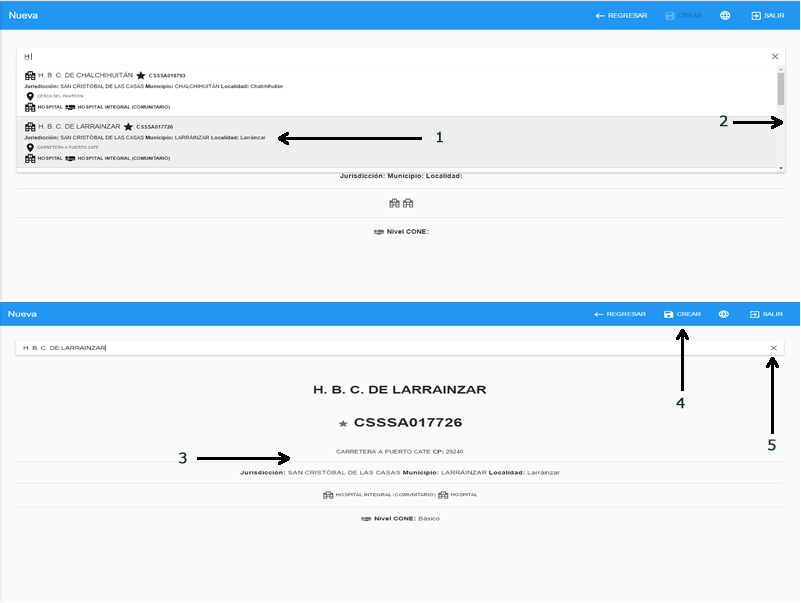 Nueva
REGRESAR CREAR SALIR
H.
H. B. C. DE CHALCHIHUITÁN CSSSA018793
Jurisdicción: SAN CRISTÓBAL DE LAS CASAS Municipio: CHALCHIHUITÁN Localidad: Chalchihuitán
CERCA DEL PANTEÓN
HOSPITAL HOSPITAL INTEGRAL (COMUNITARIO)
2
H. B. C. DE LARRAINZAR CSSSA017726
Jurisdicción: SAN CRISTÓBAL DE LAS CASAS Municipio: LARRÁINZAR Localidad: Larráinzar
1
CARRETERA A PUERTO CATE
HOSPITAL HOSPITAL INTEGRAL (COMUNITARIO)
Jurisdicción: Municipio: Localidad:
Nivel CONE:
Nueva
REGRESAR CREAR SALIR
H. B. C. DE LARRAINZAR
H. B. C. DE LARRAINZAR
4
CSSSA017726
5
CARRETERA A PUERTO CATE CP: 29240
3
Jurisdicción: SAN CRISTÓBAL DE LAS CASAS Municipio: LARRÁINZAR Localidad: Larráinzar
HOSPITAL INTEGRAL (COMUNITARIO) HOSPITAL
Nivel CONE: Básico